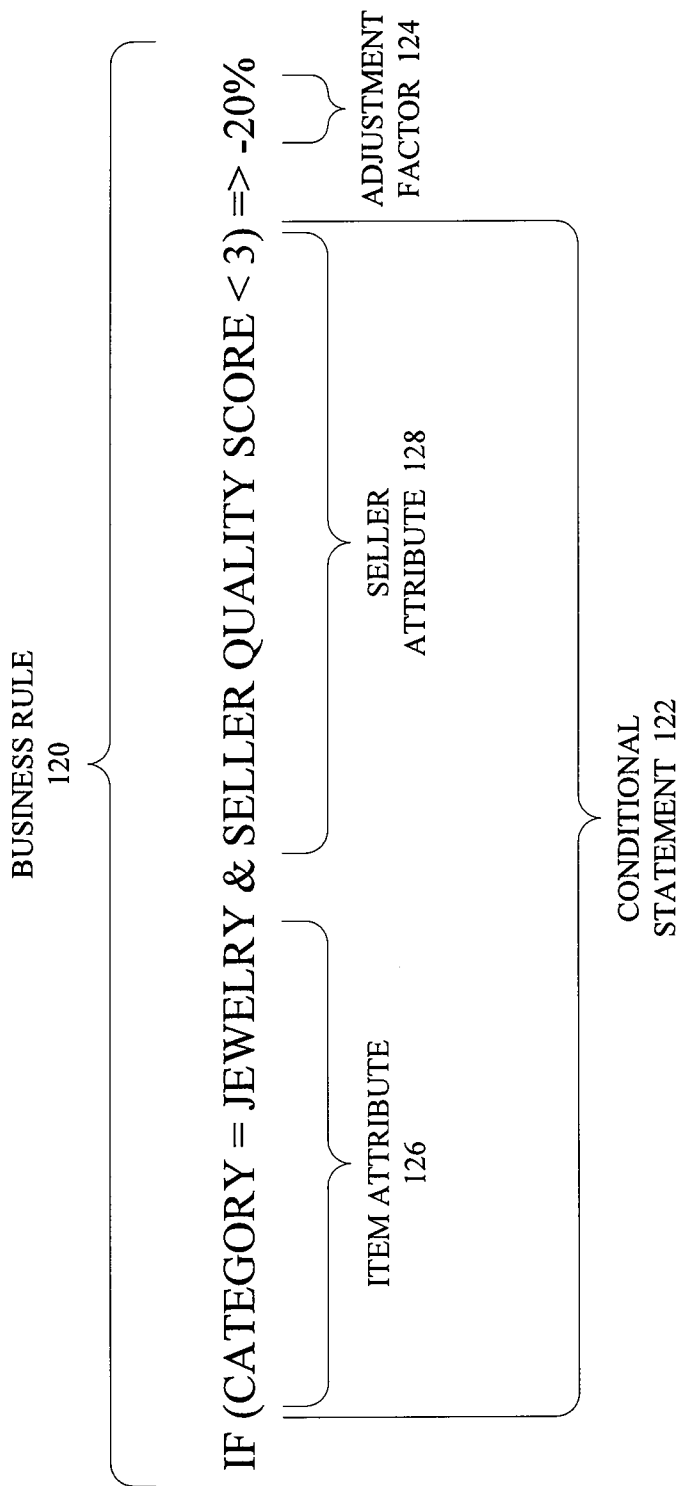 BUSINESS RULE
120
IF (CATEGORY = JEWELRY & SELLER QUALITY SCORE < 3) => -20%
ITEM ATTRIBUTE
126
SELLER
ATTRIBUTE 128
ADJUSTMENT
FACTOR 124
CONDITIONAL
STATEMENT 122